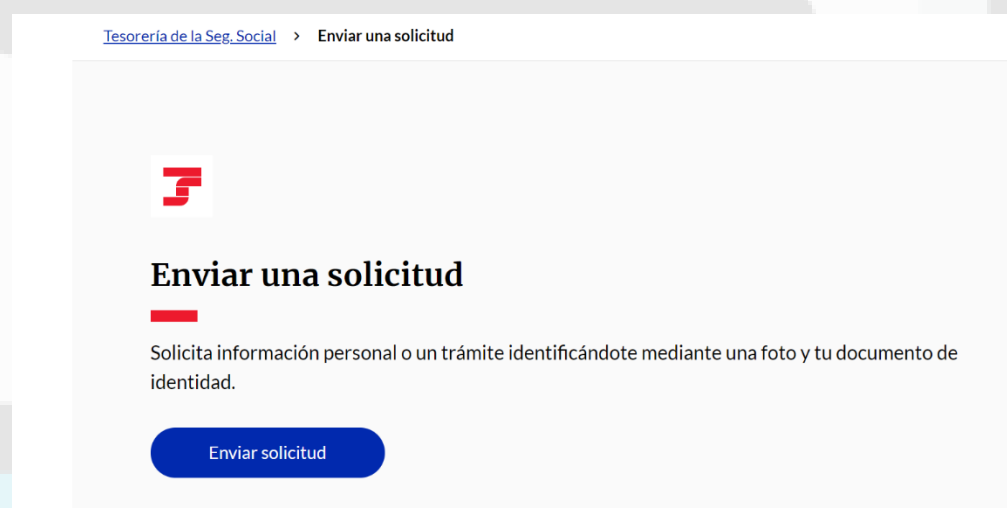 Tesorería de la Seg. Social > Enviar una solicitud
Enviar una solicitud
Solicita información personal o un trámite identificándote mediante una foto y tu documento de
identidad.
Enviar solicitud